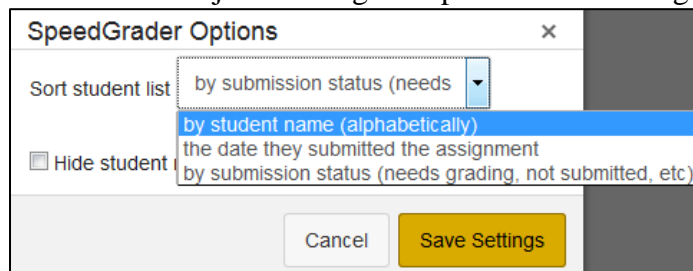 SpeedGrader Options ×
Sort student list by submission status (needs
by student name (alphabetically)
the date they submitted the assignment
Hide student
by submission status (needs grading, not submitted, etc)
Cancel Save Settings